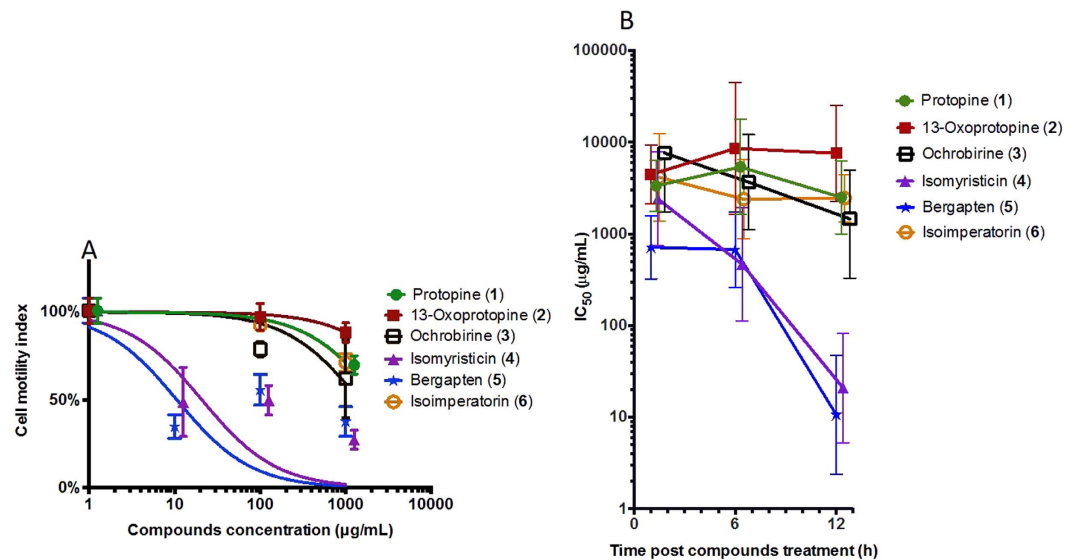 A
Cell motility index
100%
50%
0%
1
10
100
1000
10000
Compounds concentration (µg/mL)
Protopine (1)
13-Oxoprotopine (2)
Ochrobirine (3)
Isomyristicin (4)
Bergapten (5)
Isoimperatorin (6)
B
IC50 (µg/mL)
100000
10000
1000
100
10
1
0
6
12
Time post compounds treatment (h)
Protopine (1)
13-Oxoprotopine (2)
Ochrobirine (3)
Isomyristicin (4)
Bergapten (5)
Isoimperatorin (6)